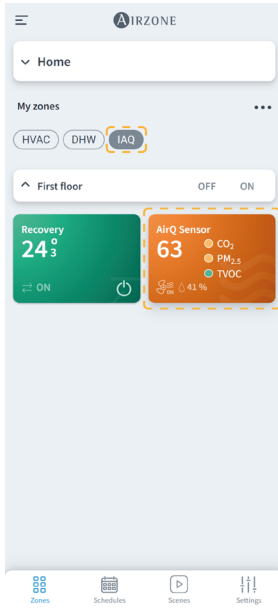 AIRZONE
Home
My zones
HVAC DHW IAQ
First floor OFF ON
Recovery
24°3
ON
AirQ Sensor
63
CO₂
PM₂.₅
TVOC
ON 41 %
Zones Schedules Scenes Settings